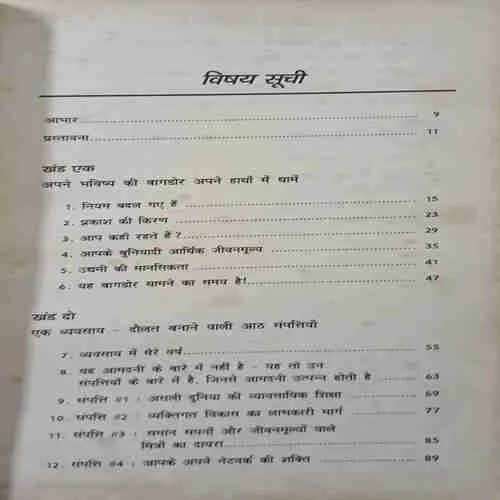 विषय सूची
आभार 9
प्रस्तावना 11
खंड एक
अपने भविष्य की बागडोर अपने हाथों में थामें
1. नियम बदल गए हैं 15
2. प्रकाश की किरण 23
3. आप कहाँ रहते हैं? 29
4. आपके बुनियादी आर्थिक जीवनमूल्य 35
5. उद्यमी की मानसिकता 41
6. यह बागडोर थामने का समय है! 47
खंड दो
एक व्यवसाय – दौलत बनाने वाली आठ संपत्तियाँ
7. व्यवसाय में मेरे वर्ष 55
8. यह आमदनी के बारे में नहीं है – यह तो उन
संपत्तियों के बारे में है, जिनसे आमदनी उत्पन्न होती है 63
9. संपत्ति #1 : असली दुनिया की व्यावसायिक शिक्षा 69
10. संपत्ति #2 : व्यक्तिगत विकास का लाभकारी मार्ग 77
11. संपत्ति #3 : समान सपनों और जीवनमूल्यों वाले
मित्रों का दायरा 85
12. संपत्ति #4 : आपके अपने नेटवर्क की शक्ति 89